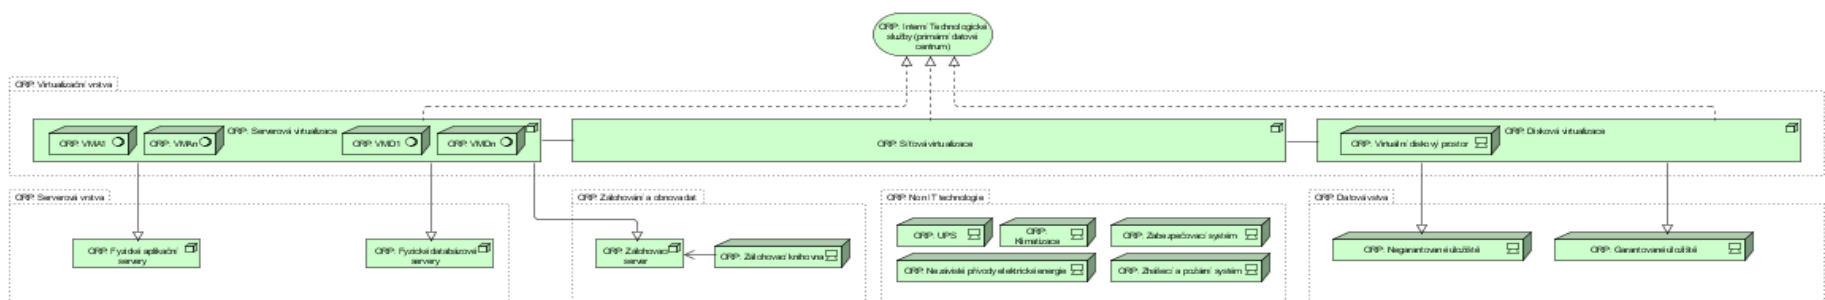 ORP: Interní Technologické
služby (primární datové
centrum)
ORP: Virtualizační vrstva
ORP: Serverová virtualizace
ORP: VMA1
ORP: VMAn
ORP: VMD1
ORP: VMDn
ORP: Síťová virtualizace
ORP: Disková virtualizace
ORP: Virtuální diskový prostor
ORP: Serverová vrstva
ORP: Zálohování a obnova dat
ORP: Non IT technologie
ORP: Datová vrstva
ORP: Fyzické aplikační
servery
ORP: Fyzické databázové
servery
ORP: Zálohovací
server
ORP: Zálohovací knihovna
ORP: UPS
ORP:
Klimatizace
ORP: Zabezpečovací systém
ORP: Nezávislé přívody elektrické energie
ORP: Zhášecí a požární systém
ORP: Negarantované úložiště
ORP: Garantované úložiště